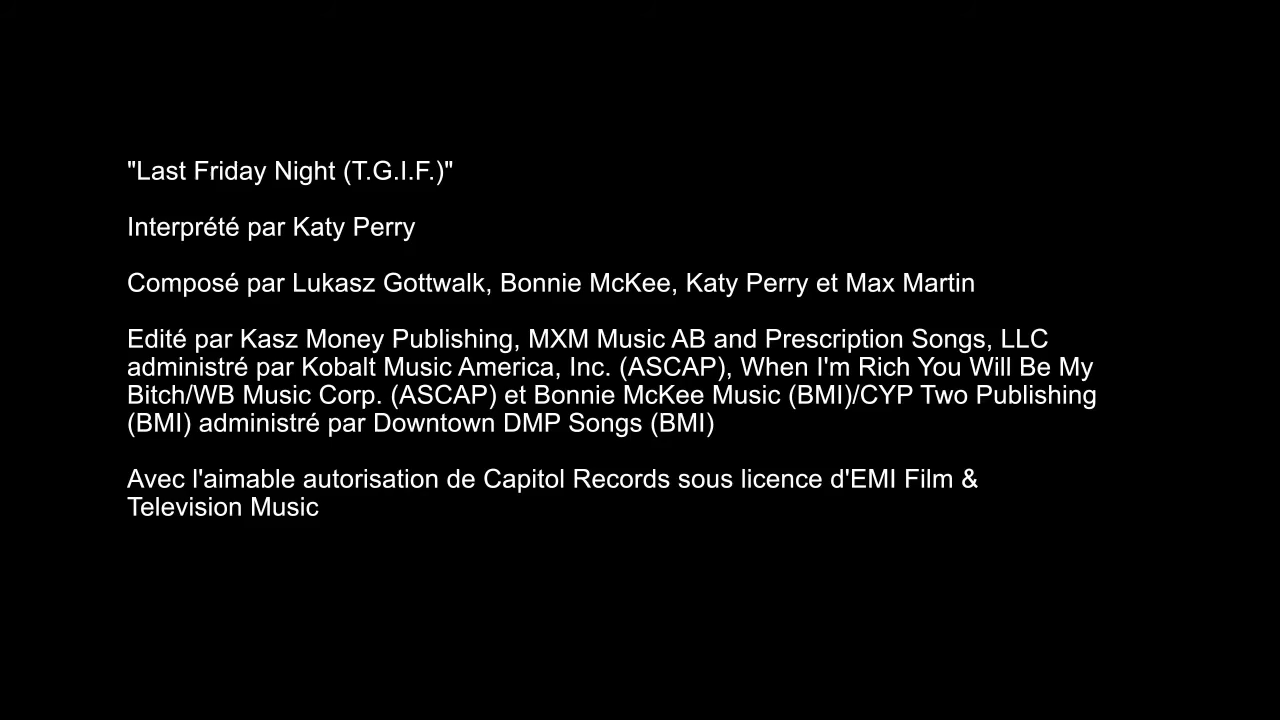 "Last Friday Night (T.G.I.F.)"
Interprété par Katy Perry
Composé par Lukasz Gottwalk, Bonnie McKee, Katy Perry et Max Martin
Edité par Kasz Money Publishing, MXM Music AB and Prescription Songs, LLC
administré par Kobalt Music America, Inc. (ASCAP), When I'm Rich You Will Be My
Bitch/WB Music Corp. (ASCAP) et Bonnie McKee Music (BMI)/CYP Two Publishing
(BMI) administré par Downtown DMP Songs (BMI)
Avec l'aimable autorisation de Capitol Records sous licence d'EMI Film &
Television Music